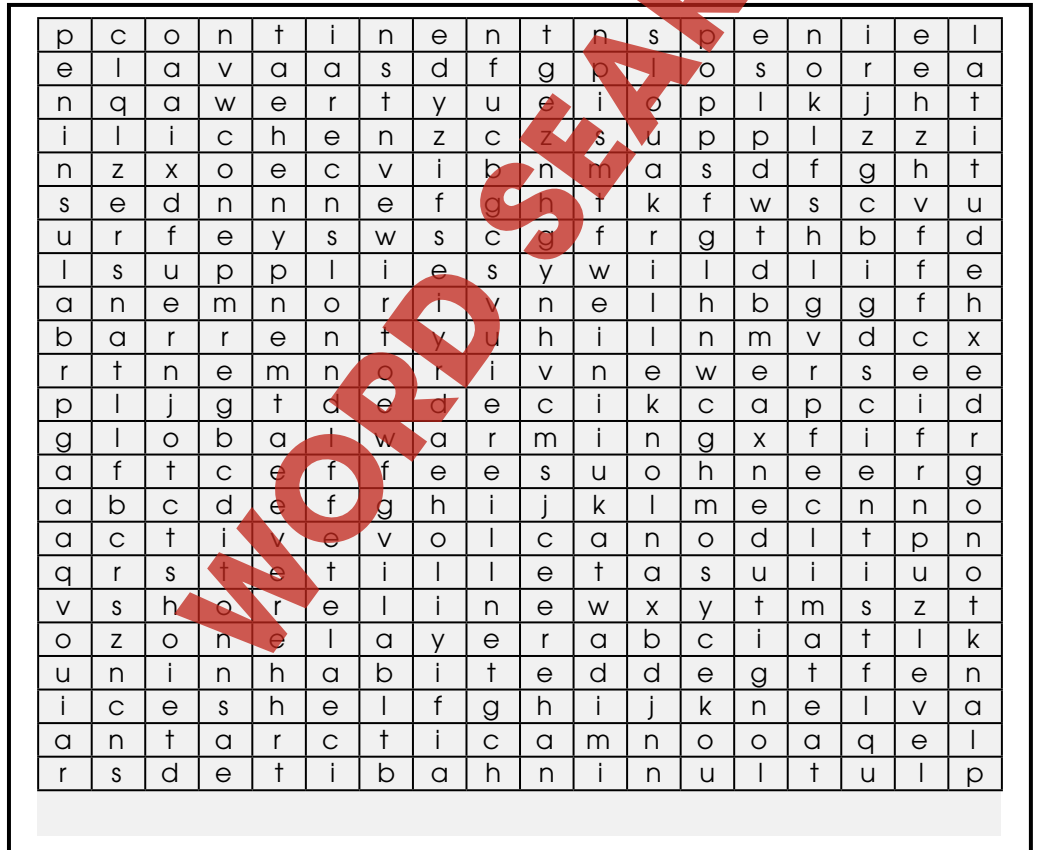 p c o n t i n e n t n s p e n i e l
e l a v a a s d f g p l o s o r e a
n q a w e r t y u e i o p l k j h t
i l i c h e n z c z s u p p l z z i
n z x o e c v i b n m a s d f g h t
s e d n n n e f g h t k f w s c v u
u r f e y s w s c g f r g t h b f d
l s u p p l i e s y w i l d l i f e
a n e m n o r i v n e l h b g g f h
b a r r e n t y u h i l n m v d c x
r t n e m n o r i v n e w e r s e e
p l j g t d e d e c i k c a p c i d
g l o b a l w a r m i n g x f i f r
a f t c e f f e e s u o h n e e r g
a b c d e f g h i j k l m e c n n o
a c t i v e v o l c a n o d l t p n
q r s t e t i l l e t a s u i i u o
v s h o r e l i n e w x y t m s z t
o z o n e l a y e r a b c i a t l k
u n i n h a b i t e d d e g t f e n
i c e s h e l f g h i j k n e l v a
a n t a r c t i c a m n o o a q e l
r s d e t i b a h n i n u l t u l p
WORD SEA